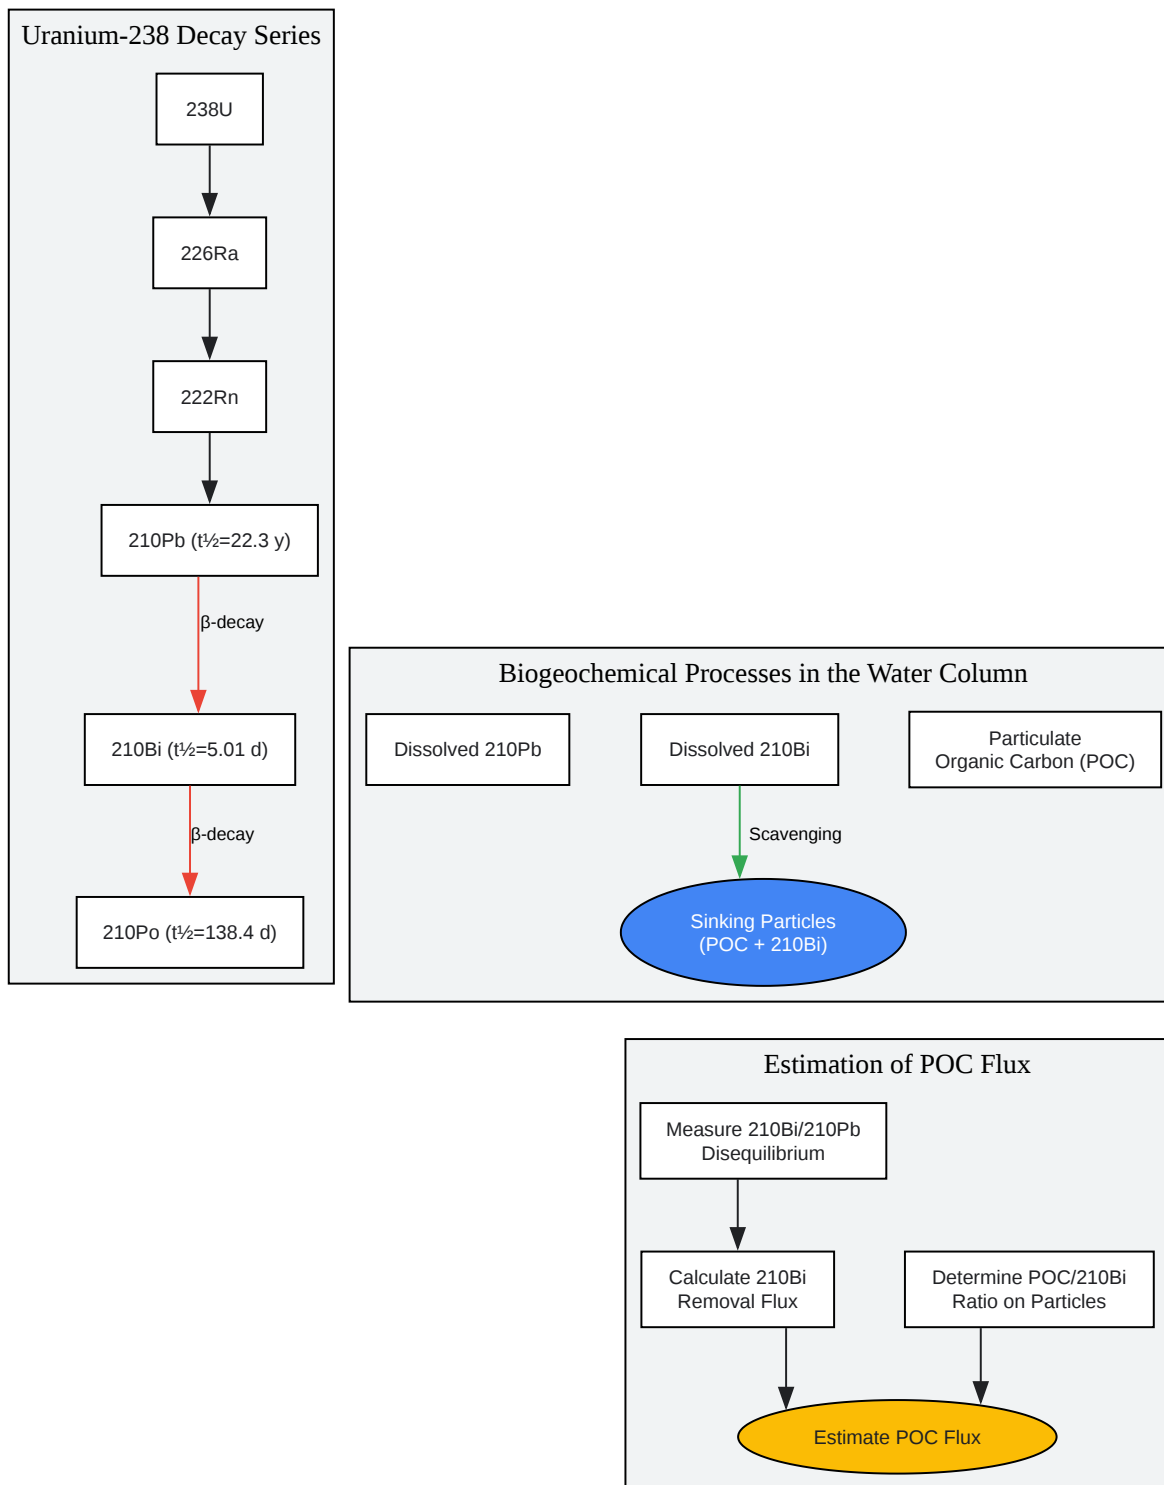 Uranium-238 Decay Series
238U
226Ra
222Rn
210Pb (t½=22.3 y)
β-decay
210Bi (t½=5.01 d)
β-decay
210Po (t½=138.4 d)
Biogeochemical Processes in the Water Column
Dissolved 210Pb
Dissolved 210Bi
Particulate
Organic Carbon (POC)
Scavenging
Sinking Particles
(POC + 210Bi)
Estimation of POC Flux
Measure 210Bi/210Pb
Disequilibrium
Calculate 210Bi
Removal Flux
Determine POC/210Bi
Ratio on Particles
Estimate POC Flux